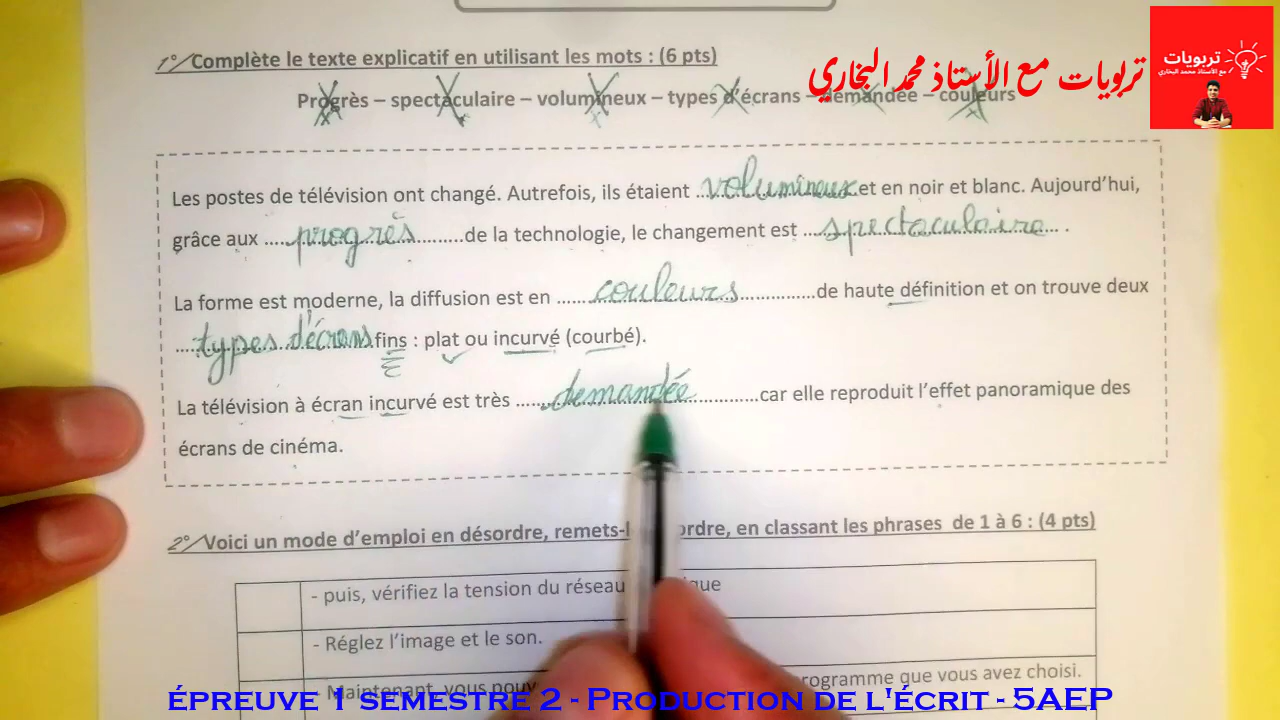 تربويات مع الأستاذ محمد البخاري
تربويات
مع الأستاذ محمد البخاري
1°/ Complète le texte explicatif en utilisant les mots : (6 pts)
Progrès – spectaculaire – volumineux – types d'écrans – demandée – couleurs
Les postes de télévision ont changé. Autrefois, ils étaient ...volumineux et en noir et blanc. Aujourd'hui,
grâce aux ....progrès.........de la technologie, le changement est ...spectaculaire... .
La forme est moderne, la diffusion est en ......couleurs...............de haute définition et on trouve deux
...types d'écrans fins : plat ou incurvé (courbé).
La télévision à écran incurvé est très .....demandée............car elle reproduit l'effet panoramique des
écrans de cinéma.
2°/ Voici un mode d'emploi en désordre, ordre, en classant les phrases de 1 à 6 : (4 pts)
- puis, vérifiez la tension du réseau
- Réglez l'image et le son.
- Maintenant, vous programme que vous avez choisi.
épreuve 1 semestre 2 - Production de l'écrit - 5AEP